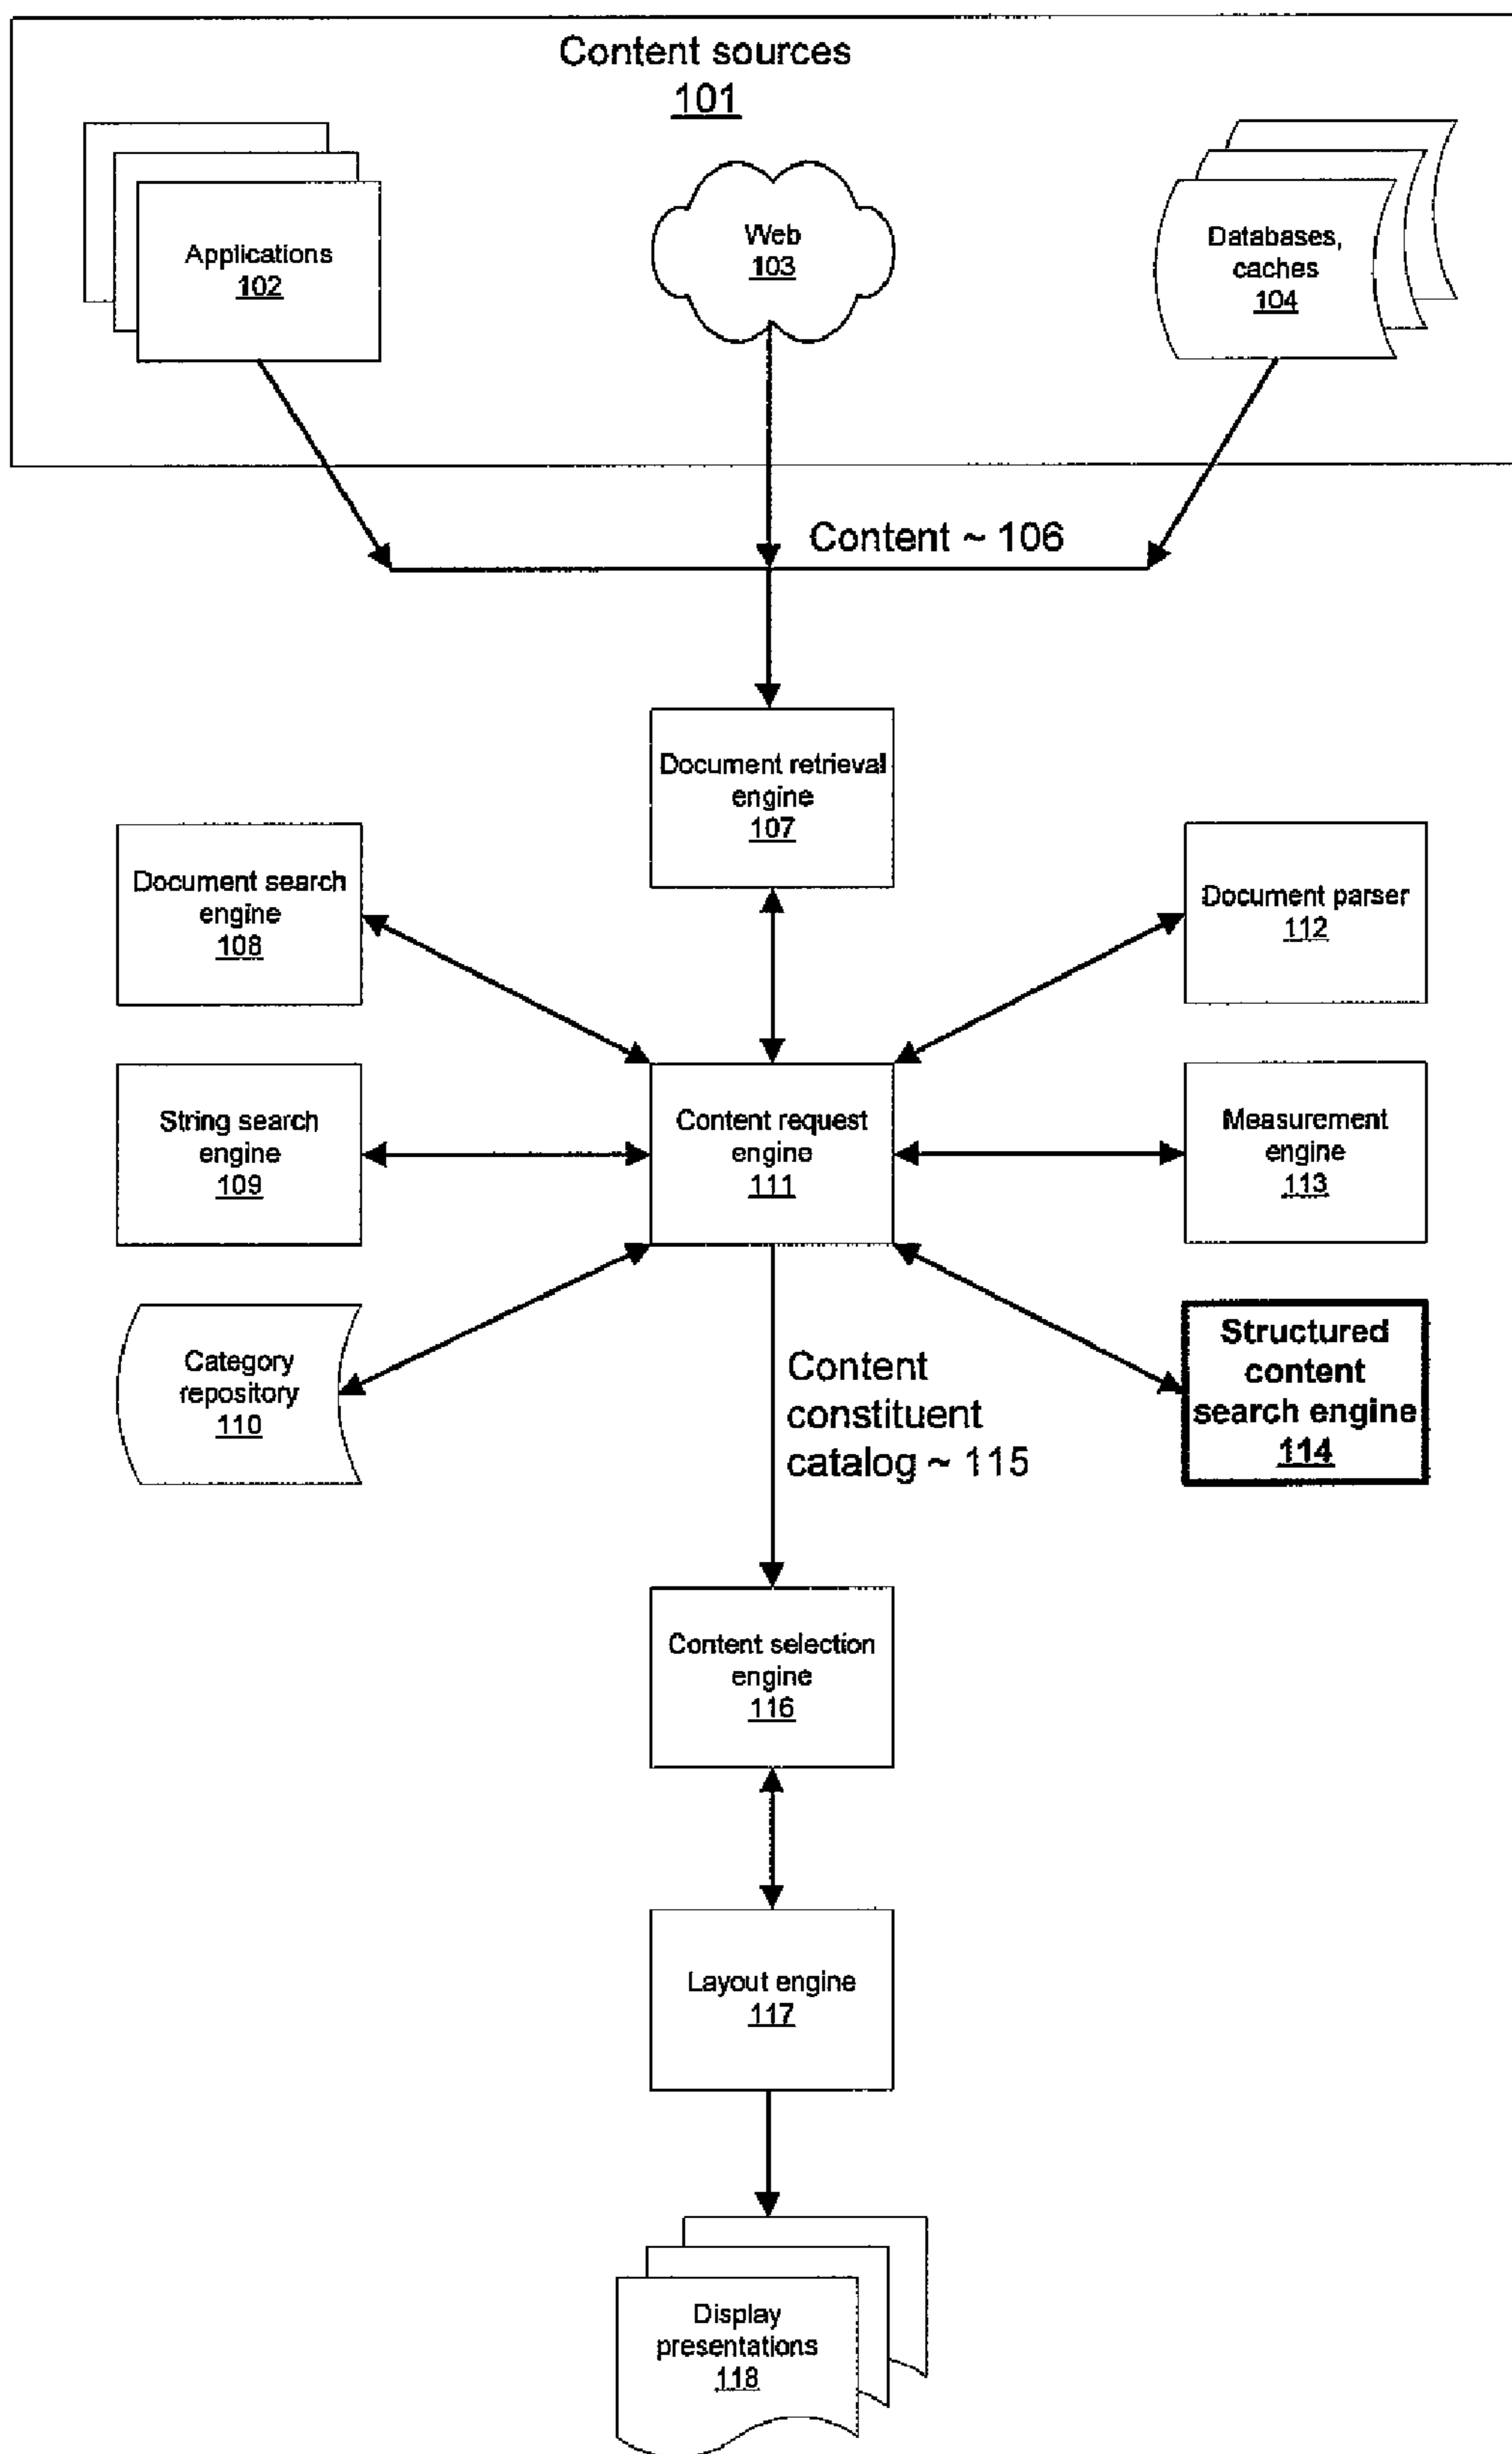 Content sources
101
Applications
102
Web
103
Databases,
caches
104
Content ~ 106
Document retrieval
engine
107
Document search
engine
108
Document parser
112
String search
engine
109
Content request
engine
111
Measurement
engine
113
Category
repository
110
Content
constituent
catalog ~ 115
Structured
content
search engine
114
Content selection
engine
116
Layout engine
117
Display
presentations
118